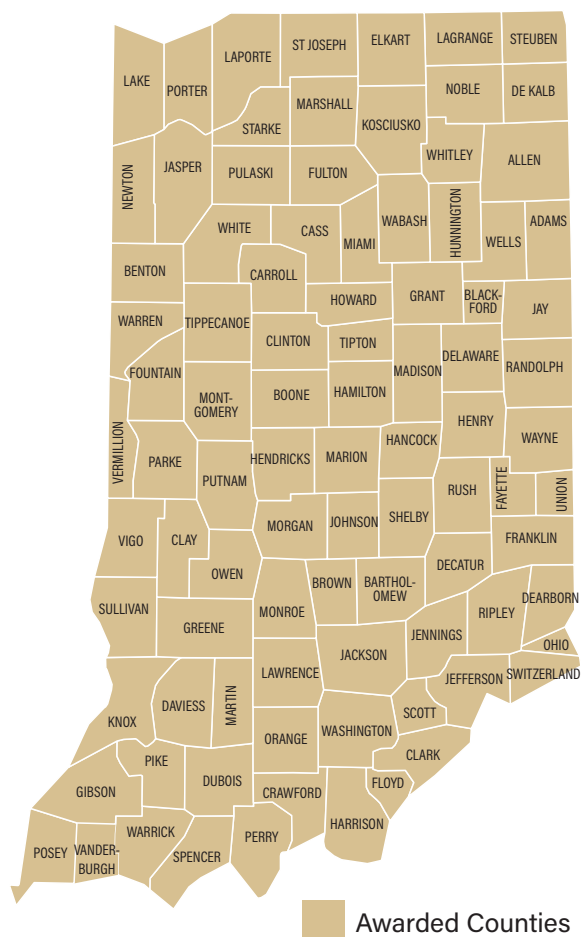 LAKE
PORTER
LAPORTE
ST JOSEPH
ELKART
LAGRANGE
STEUBEN
NOBLE
DE KALB
MARSHALL
KOSCIUSKO
STARKE
WHITLEY
ALLEN
NEWTON
JASPER
PULASKI
FULTON
WABASH
HUNNINGTON
WELLS
ADAMS
WHITE
CASS
MIAMI
BENTON
CARROLL
HOWARD
GRANT
BLACK-
FORD
JAY
WARREN
TIPPECANOE
CLINTON
TIPTON
MADISON
DELAWARE
RANDOLPH
FOUNTAIN
MONT-
GOMERY
BOONE
HAMILTON
HENRY
WAYNE
VERMILLION
PARKE
PUTNAM
HENDRICKS
MARION
HANCOCK
RUSH
FAYETTE
UNION
VIGO
CLAY
MORGAN
JOHNSON
SHELBY
FRANKLIN
OWEN
DECATUR
SULLIVAN
GREENE
MONROE
BROWN
BARTHOL-
OMEW
RIPLEY
DEARBORN
JENNINGS
OHIO
LAWRENCE
JACKSON
JEFFERSON
SWITZERLAND
KNOX
DAVIESS
MARTIN
ORANGE
WASHINGTON
SCOTT
CLARK
PIKE
GIBSON
DUBOIS
CRAWFORD
FLOYD
HARRISON
POSEY
VANDER-
BURGH
WARRICK
SPENCER
PERRY
Awarded Counties